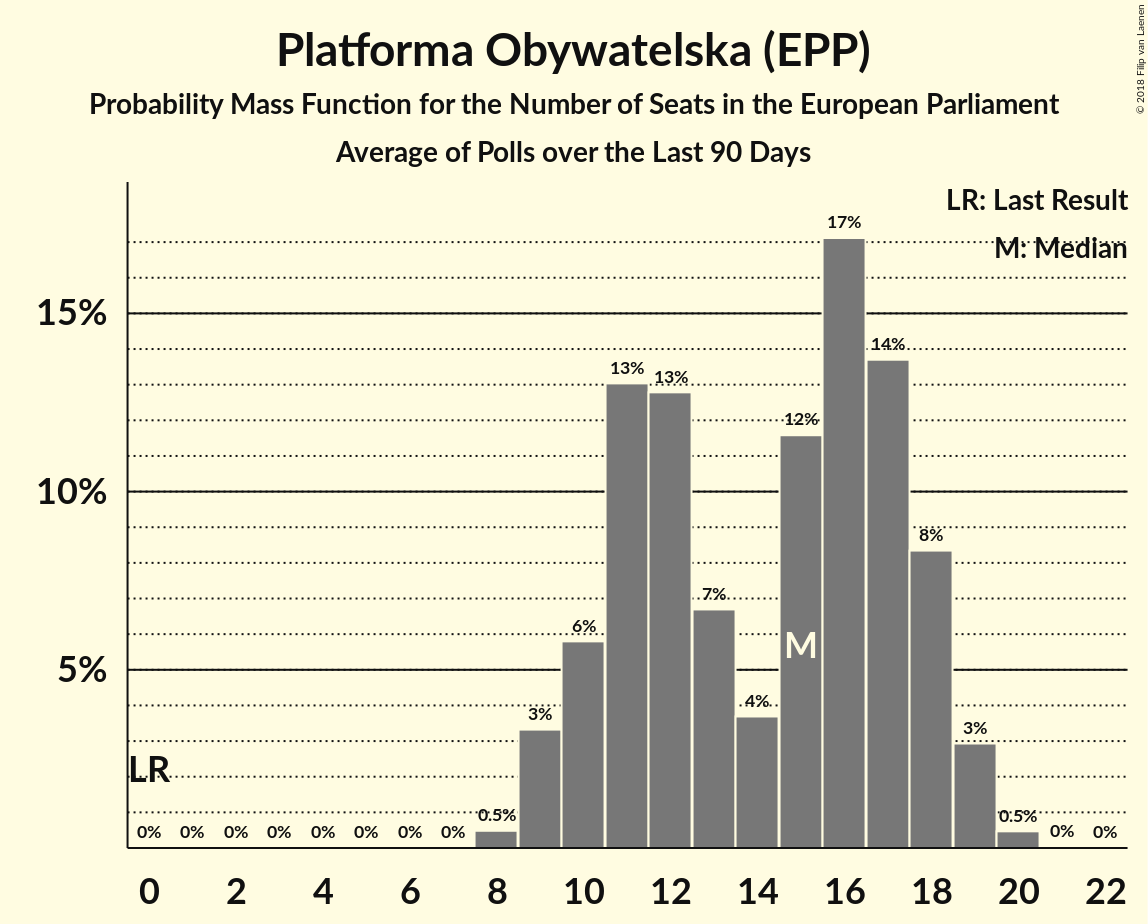 Platforma Obywatelska (EPP)
Probability Mass Function for the Number of Seats in the European Parliament
Average of Polls over the Last 90 Days
© 2018 Filip van Laenen
LR: Last Result
M: Median
17%
15%
14%
13%
13%
12%
10%
8%
7%
M
6%
5%
4%
3%
3%
LR
0.5%
0.5%
0% 0% 0% 0% 0% 0% 0% 0% 0% 0%
0 2 4 6 8 10 12 14 16 18 20 22